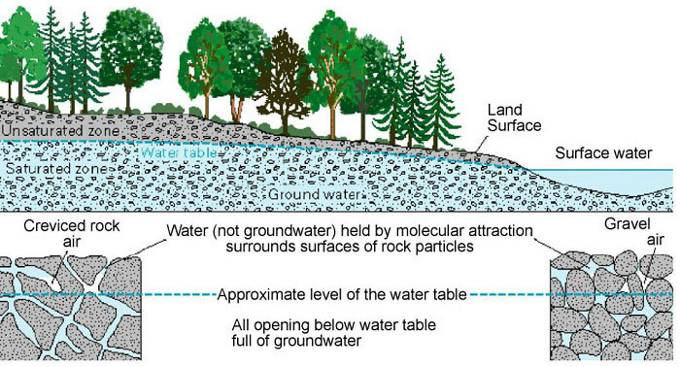 Land
Surface
Unsaturated zone
Water table
Surface water
Saturated zone
Ground water
Creviced rock
air
Water (not groundwater) held by molecular attraction
surrounds surfaces of rock particles
Gravel
air
Approximate level of the water table
All opening below water table
full of groundwater